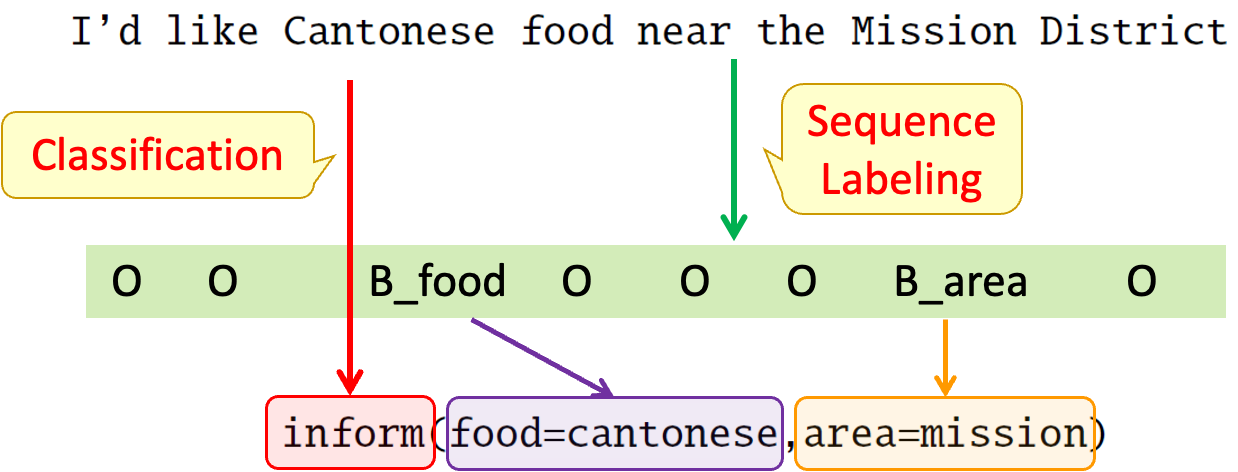 I’d like Cantonese food near the Mission District
Classification
Sequence
Labeling
O O B_food O O O B_area O
inform(food=cantonese,area=mission)